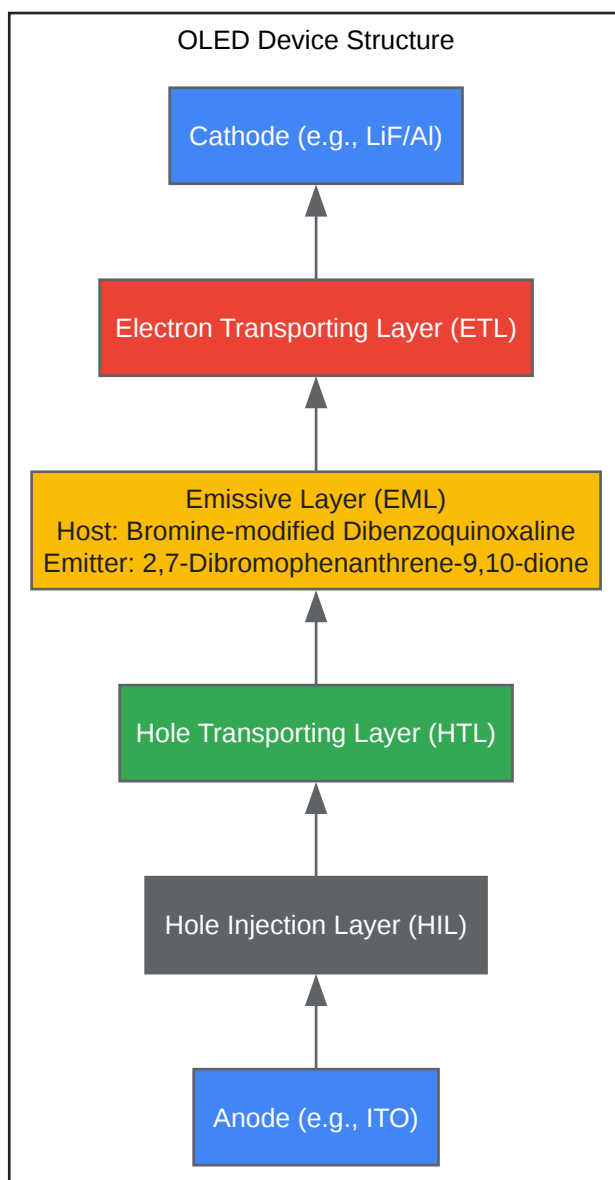 OLED Device Structure
Cathode (e.g., LiF/Al)
Electron Transporting Layer (ETL)
Emissive Layer (EML)
Host: Bromine-modified Dibenzoquinoxaline
Emitter: 2,7-Dibromophenanthrene-9,10-dione
Hole Transporting Layer (HTL)
Hole Injection Layer (HIL)
Anode (e.g., ITO)